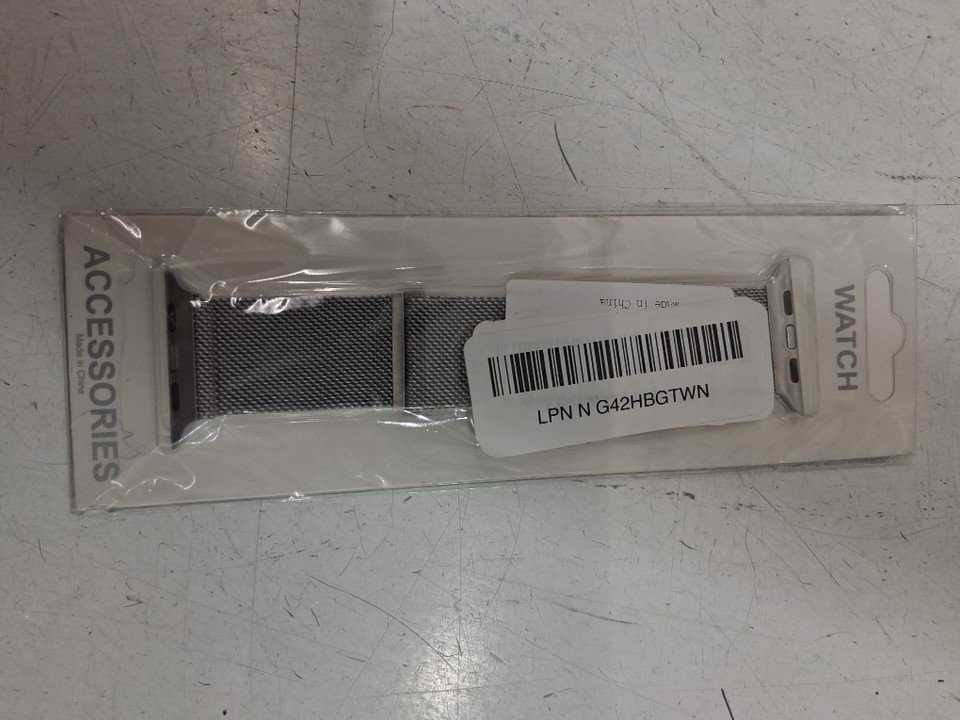 WATCH
Made in China
LPN N G42HBGTWN
ACCESSORIES
Made in China